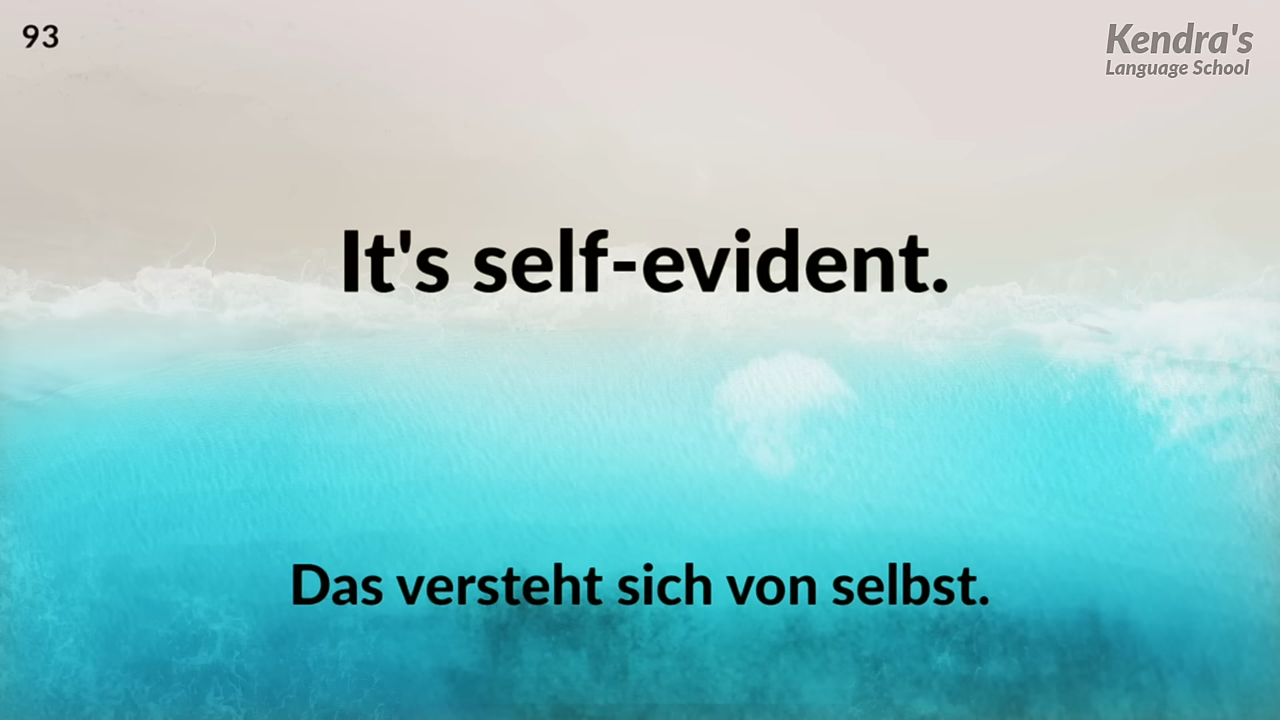 93
Kendra's
Language School
It's self-evident.
Das versteht sich von selbst.